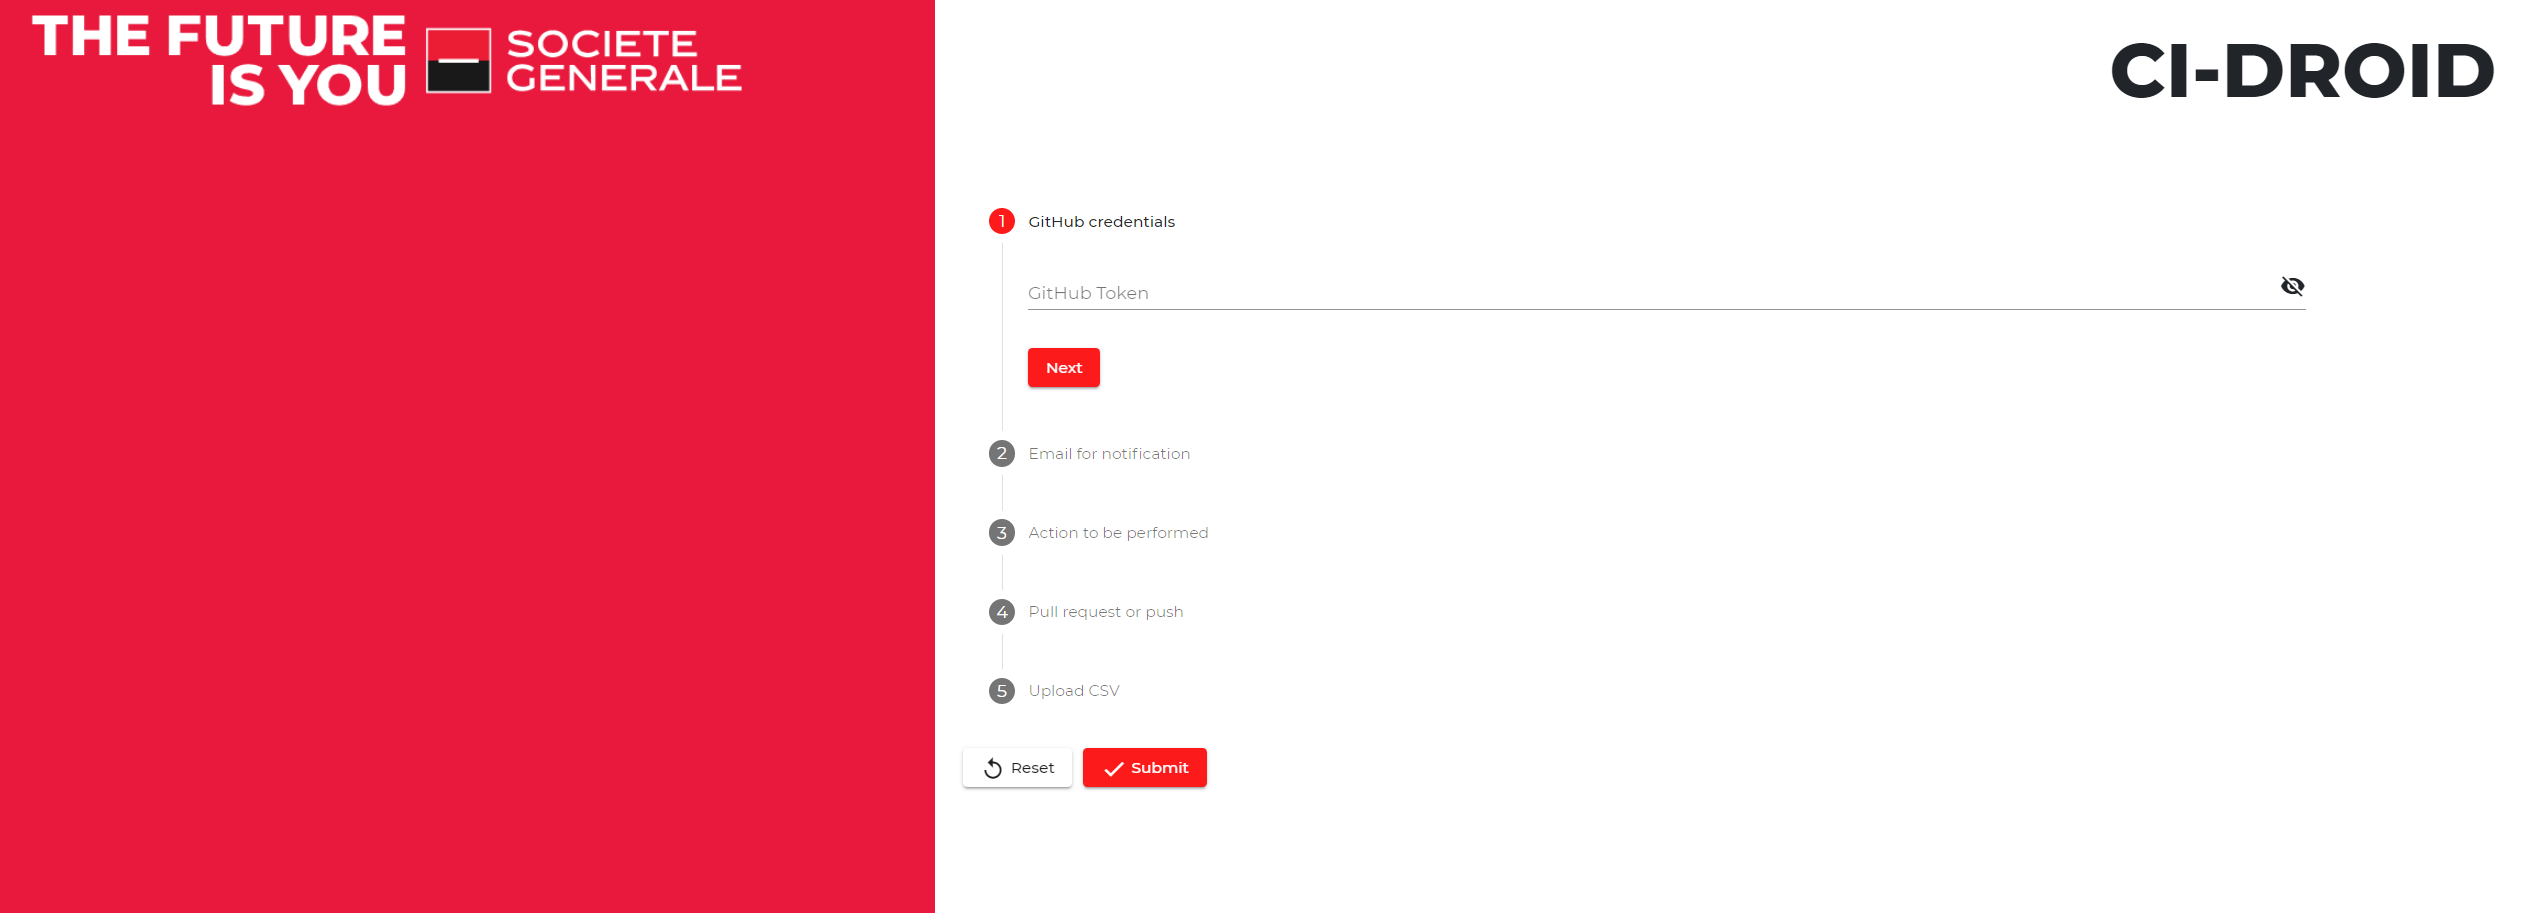 THE FUTURE
IS YOU
SOCIETE
GENERALE
CI-DROID
1 GitHub credentials
GitHub Token
Next
2 Email for notification
3 Action to be performed
4 Pull request or push
5 Upload CSV
Reset
Submit